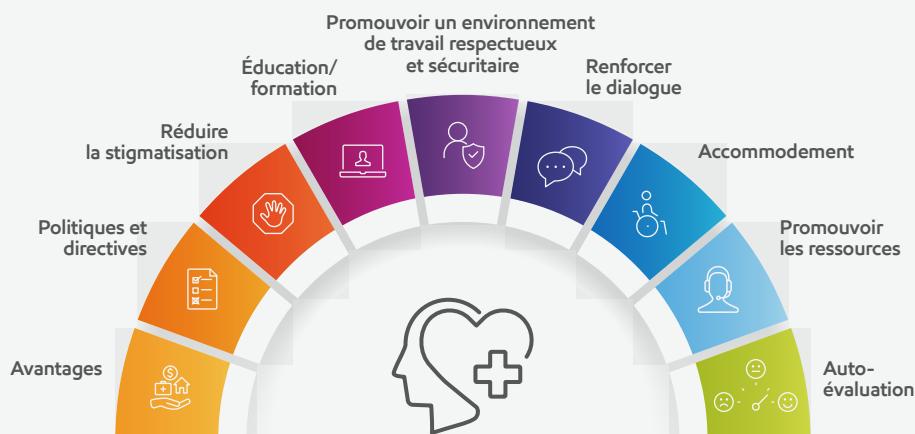 Promouvoir un environnement
de travail respectueux
et sécuritaire
Éducation/
formation
Renforcer
le dialogue
Réduire
la stigmatisation
Accommodement
Politiques et
directives
Promouvoir
les ressources
Avantages
Auto-
évaluation